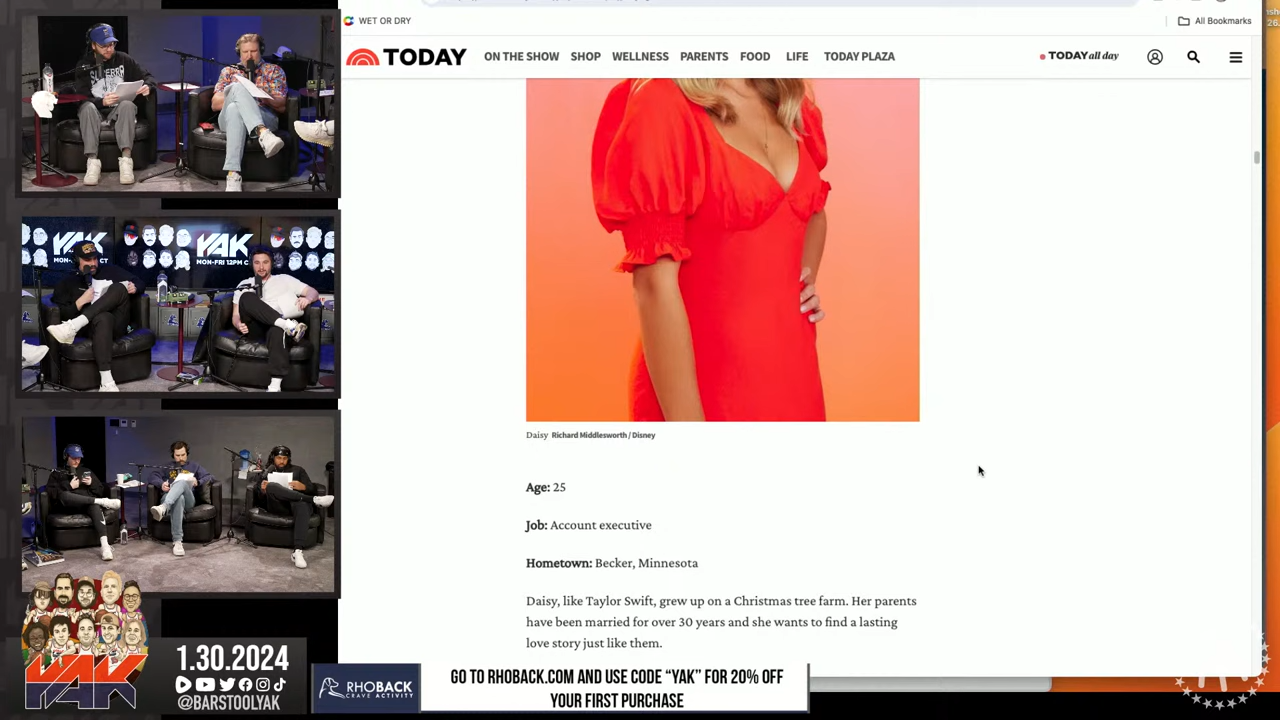 WET OR DRY
All Bookmarks
TODAY
ON THE SHOW
SHOP
WELLNESS
PARENTS
FOOD
LIFE
TODAY PLAZA
TODAY all day
YAK
YAK
MON-FRI 12PM C
Daisy Richard Middlesworth / Disney
Age: 25
Job: Account executive
Hometown: Becker, Minnesota
Daisy, like Taylor Swift, grew up on a Christmas tree farm. Her parents
have been married for over 30 years and she wants to find a lasting
love story just like them.
YAK
1.30.2024
@BARSTOOLYAK
RHOBACK
CRAVE ACTIVITY
GO TO RHOBACK.COM AND USE CODE “YAK” FOR 20% OFF
YOUR FIRST PURCHASE